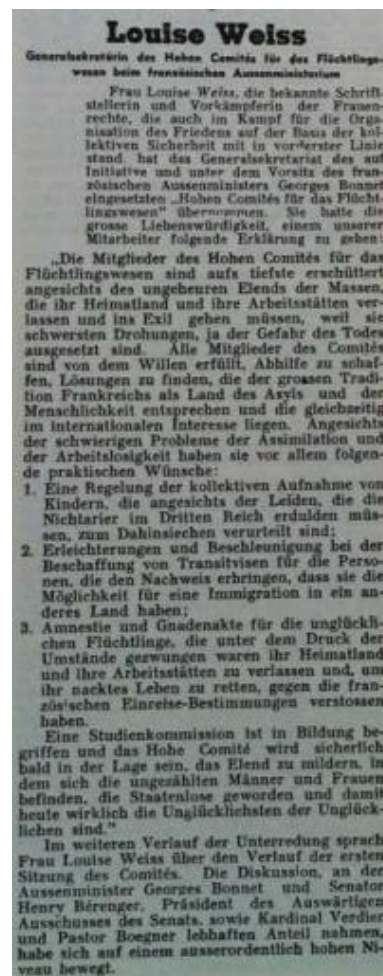 Louise Weiss
Generalsekretärin des Hohen Comités für das Flüchtlings-
wesen beim französischen Aussenministerium
Frau Louise Weiss, die bekannte Schrift-
stellerin und Vorkämpferin der Frauen-
rechte, die auch im Kampf für die Orga-
nisation des Friedens auf der Basis der kol-
lektiven Sicherheit mit in vorderster Linie
stand, hat das Generalsekretariat des auf
Initiative und unter dem Vorsitz des fran-
zösischen Aussenministers Georges Bonnet
eingesetzten „Hohen Comités für das Flücht-
lingswesen" übernommen. Sie hatte die
grosse Liebenswürdigkeit, einem unserer
Mitarbeiter folgende Erklärung zu geben:
„Die Mitglieder des Hohen Comités für das
Flüchtlingswesen sind aufs tiefste erschüttert
angesichts des ungeheuren Elends der Massen,
die ihr Heimatland und ihre Arbeitsstätten ver-
lassen und ins Exil gehen müssen, weil sie
schwersten Drohungen, ja der Gefahr des Todes
ausgesetzt sind. Alle Mitglieder des Comités
sind von dem Willen erfüllt, Abhilfe zu schaf-
fen, Lösungen zu finden, die der grossen Tradi-
tion Frankreichs als Land des Asyls und der
Menschlichkeit entsprechen und die gleichzeitig
im internationalen Interesse liegen. Angesichts
der schwierigen Probleme der Assimilation und
der Arbeitslosigkeit haben sie vor allem folgen-
de praktischen Wünsche:
1. Eine Regelung der kollektiven Aufnahme von
Kindern, die angesichts der Leiden, die die
Nichtarier im Dritten Reich erdulden müs-
sen, zum Dahinsiechen verurteilt sind;
2. Erleichterungen und Beschleunigung bei der
Beschaffung von Transitvisen für die Perso-
nen, die den Nachweis erbringen, dass sie die
Möglichkeit für eine Immigration in ein an-
deres Land haben;
3. Amnestie und Gnadenakte für die unglückli-
chen Flüchtlinge, die unter dem Druck der
Umstände gezwungen waren ihr Heimatland
und ihre Arbeitsstätten zu verlassen und, um
ihr nacktes Leben zu retten, gegen die fran-
zösischen Einreise-Bestimmungen verstossen
haben.
Eine Studienkommission ist in Bildung be-
griffen und das Hohe Comité wird sicherlich
bald in der Lage sein, das Elend zu mildern, in
dem sich die ungezählten Männer und Frauen
befinden, die Staatenlose geworden und damit
heute wirklich die Unglücklichsten der Unglück-
lichen sind."
Im weiteren Verlauf der Unterredung sprach
Frau Louise Weiss über den Verlauf der ersten
Sitzung des Comités. Die Diskussion, an der
Aussenminister Georges Bonnet und Senator
Henry Bérenger, Präsident des Auswärtigen
Ausschusses des Senats, sowie Kardinal Verdier
und Pastor Boegner lebhaften Anteil nahmen,
habe sich auf einem ausserordentlich hohen Ni-
veau bewegt.